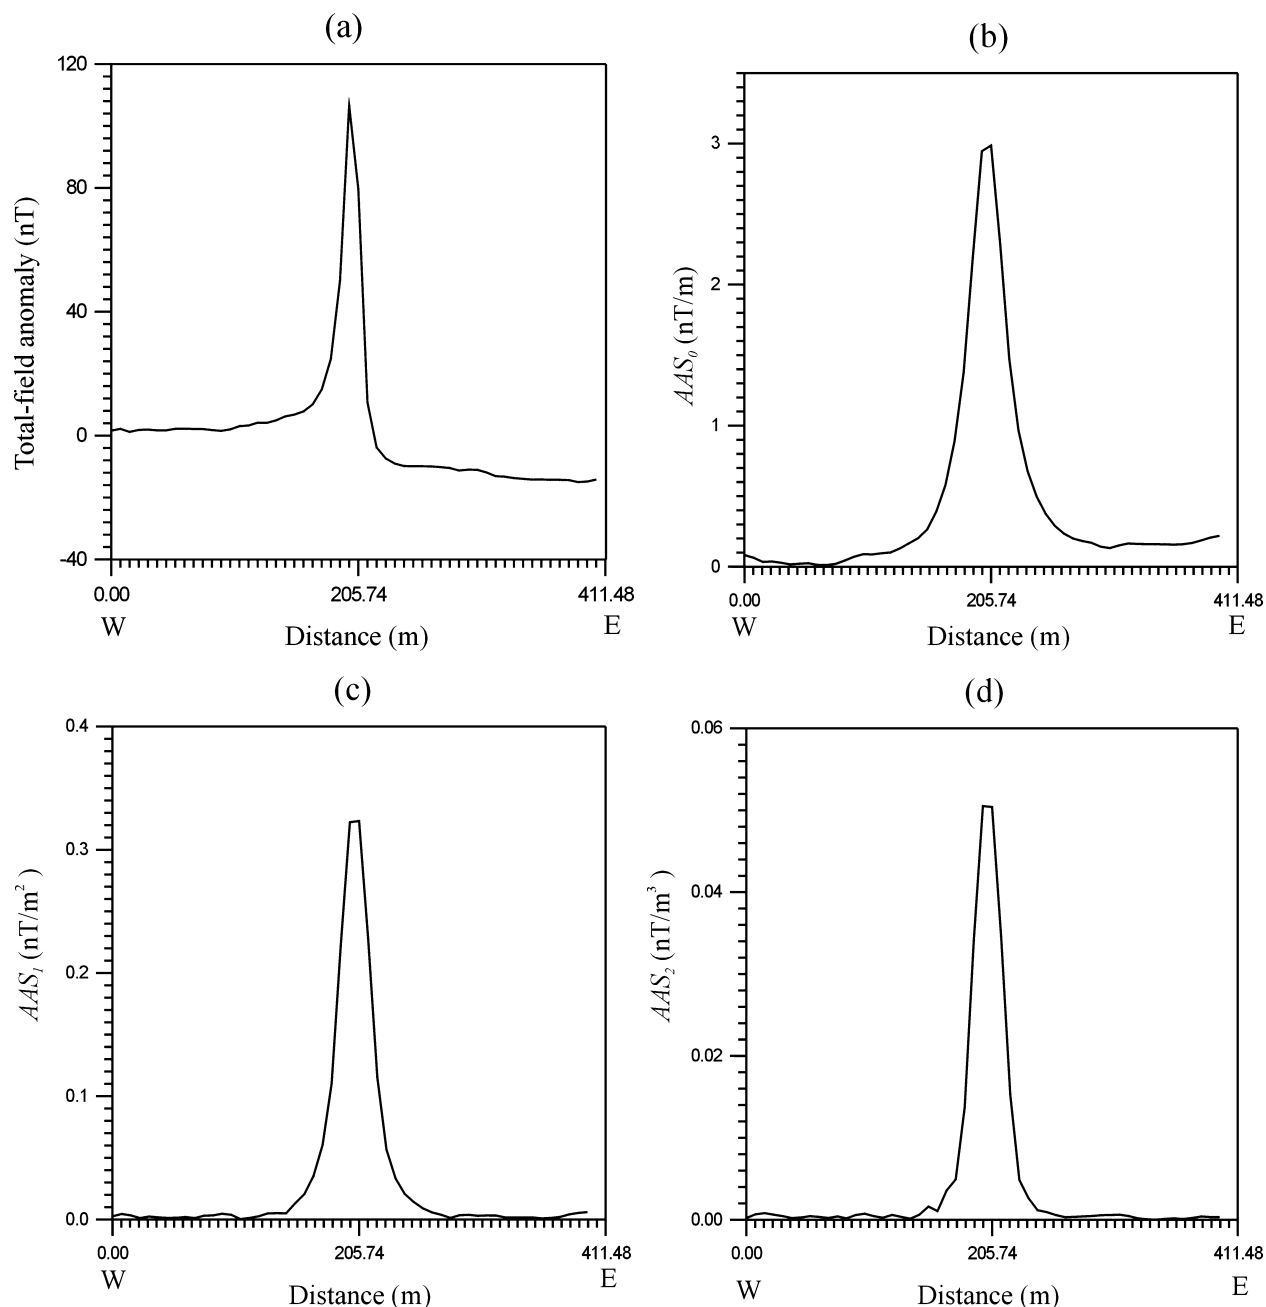 (a)
120
80
40
0
-40
Total-field anomaly (nT)
0.00 205.74 411.48
W E
Distance (m)
(b)
3
2
1
0
AAS₀ (nT/m)
0.00 205.74 411.48
W E
Distance (m)
(c)
0.4
0.3
0.2
0.1
0.0
AAS₁ (nT/m²)
0.00 205.74 411.48
W E
Distance (m)
(d)
0.06
0.04
0.02
0.00
AAS₂ (nT/m³)
0.00 205.74 411.48
W E
Distance (m)